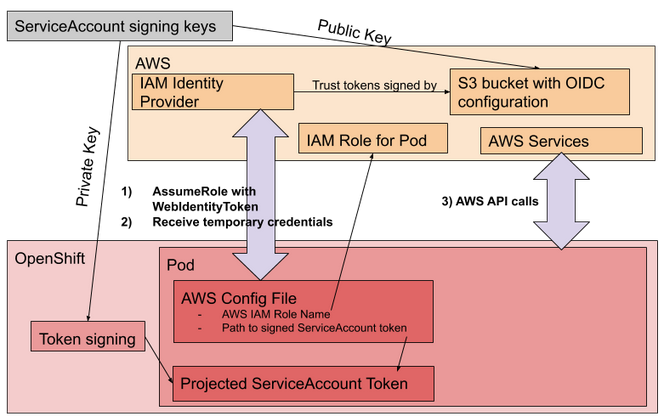 ServiceAccount signing keys
Public Key
AWS
IAM Identity
Provider
Trust tokens signed by
S3 bucket with OIDC
configuration
IAM Role for Pod
AWS Services
Private Key
1) AssumeRole with
WebIdentityToken
2) Receive temporary credentials
3) AWS API calls
OpenShift
Pod
AWS Config File
- AWS IAM Role Name
- Path to signed ServiceAccount token
Token signing
Projected ServiceAccount Token